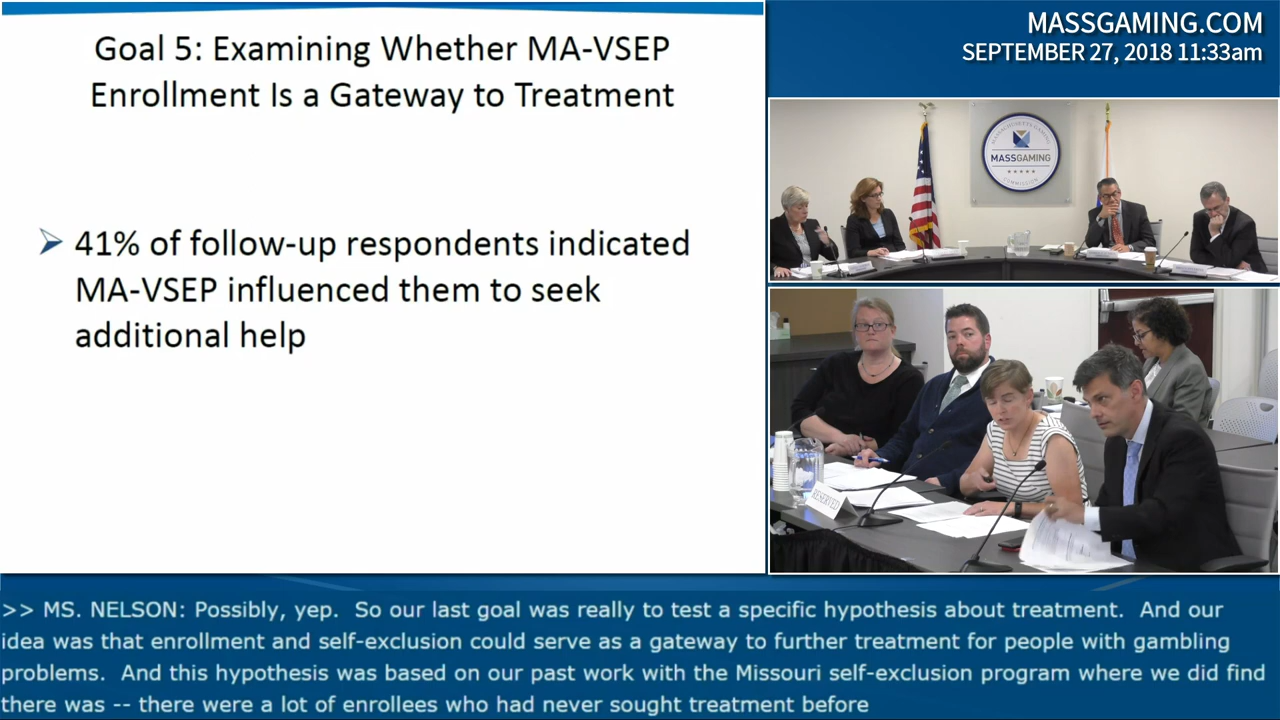 Goal 5: Examining Whether MA-VSEP
Enrollment Is a Gateway to Treatment
41% of follow-up respondents indicated
MA-VSEP influenced them to seek
additional help
MASSGAMING.COM
SEPTEMBER 27, 2018 11:33am
MASSACHUSETTS GAMING
MASSGAMING
COMMISSION
RESERVED
>> MS. NELSON: Possibly, yep.  So our last goal was really to test a specific hypothesis about treatment.  And our
idea was that enrollment and self-exclusion could serve as a gateway to further treatment for people with gambling
problems.  And this hypothesis was based on our past work with the Missouri self-exclusion program where we did find
there was -- there were a lot of enrollees who had never sought treatment before